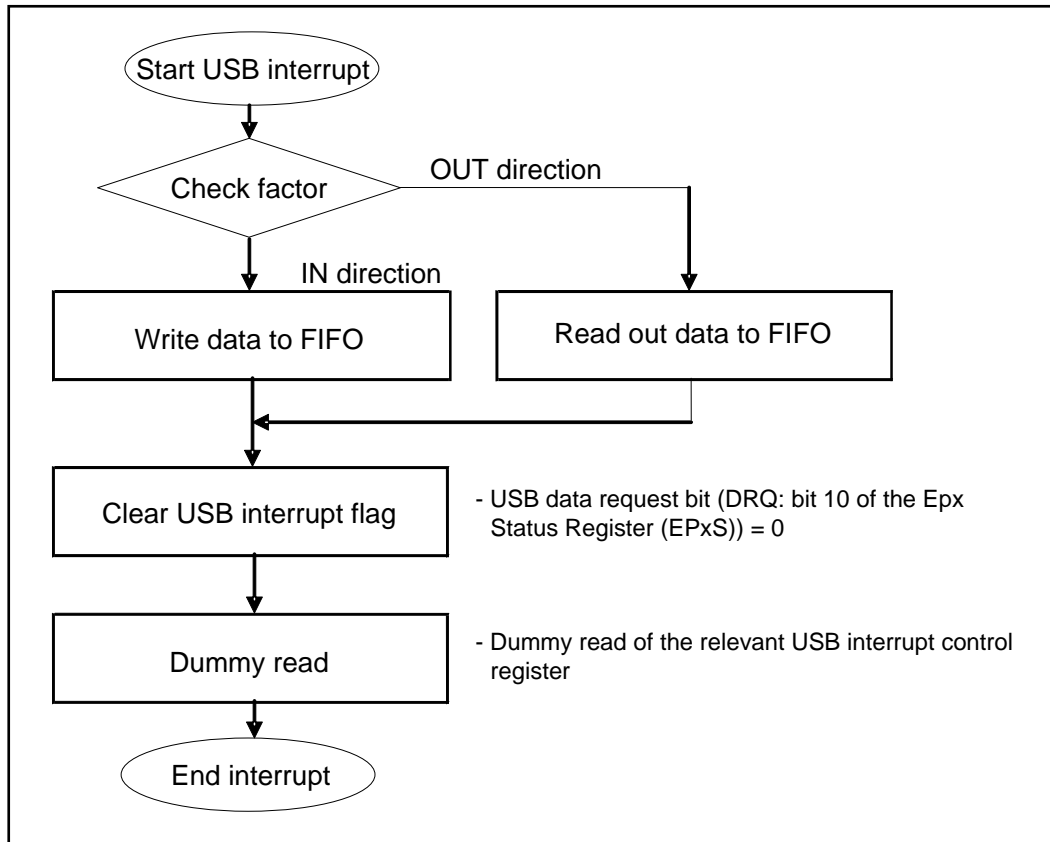 Start USB interrupt
Check factor
OUT direction
IN direction
Write data to FIFO
Read out data to FIFO
Clear USB interrupt flag
- USB data request bit (DRQ: bit 10 of the Epx
Status Register (EPxS)) = 0
Dummy read
- Dummy read of the relevant USB interrupt control
register
End interrupt